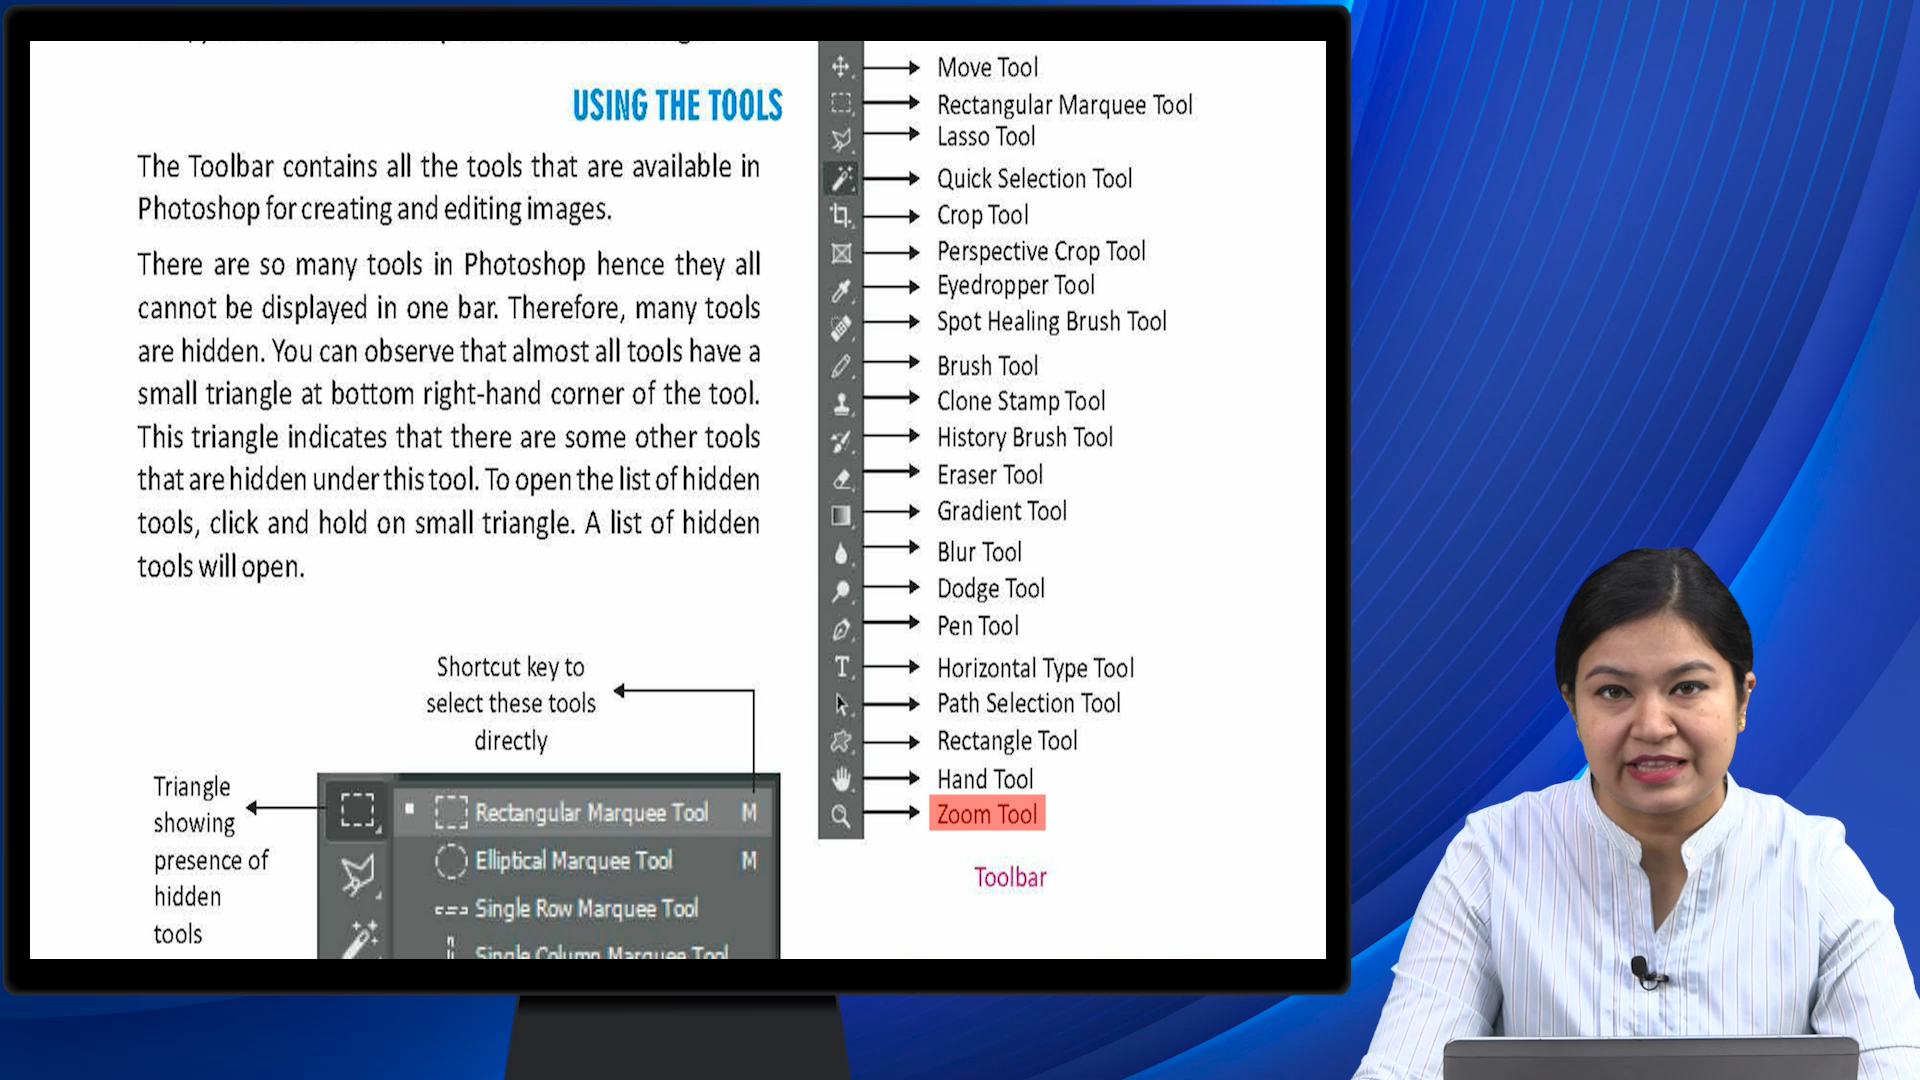 USING THE TOOLS
The Toolbar contains all the tools that are available in
Photoshop for creating and editing images.
There are so many tools in Photoshop hence they all
cannot be displayed in one bar. Therefore, many tools
are hidden. You can observe that almost all tools have a
small triangle at bottom right-hand corner of the tool.
This triangle indicates that there are some other tools
that are hidden under this tool. To open the list of hidden
tools, click and hold on small triangle. A list of hidden
tools will open.
Shortcut key to
select these tools
directly
Triangle
showing
presence of
hidden
tools
Rectangular Marquee Tool M
Elliptical Marquee Tool M
Single Row Marquee Tool
Single Column Marquee Tool
Move Tool
Rectangular Marquee Tool
Lasso Tool
Quick Selection Tool
Crop Tool
Perspective Crop Tool
Eyedropper Tool
Spot Healing Brush Tool
Brush Tool
Clone Stamp Tool
History Brush Tool
Eraser Tool
Gradient Tool
Blur Tool
Dodge Tool
Pen Tool
Horizontal Type Tool
Path Selection Tool
Rectangle Tool
Hand Tool
Zoom Tool
Toolbar